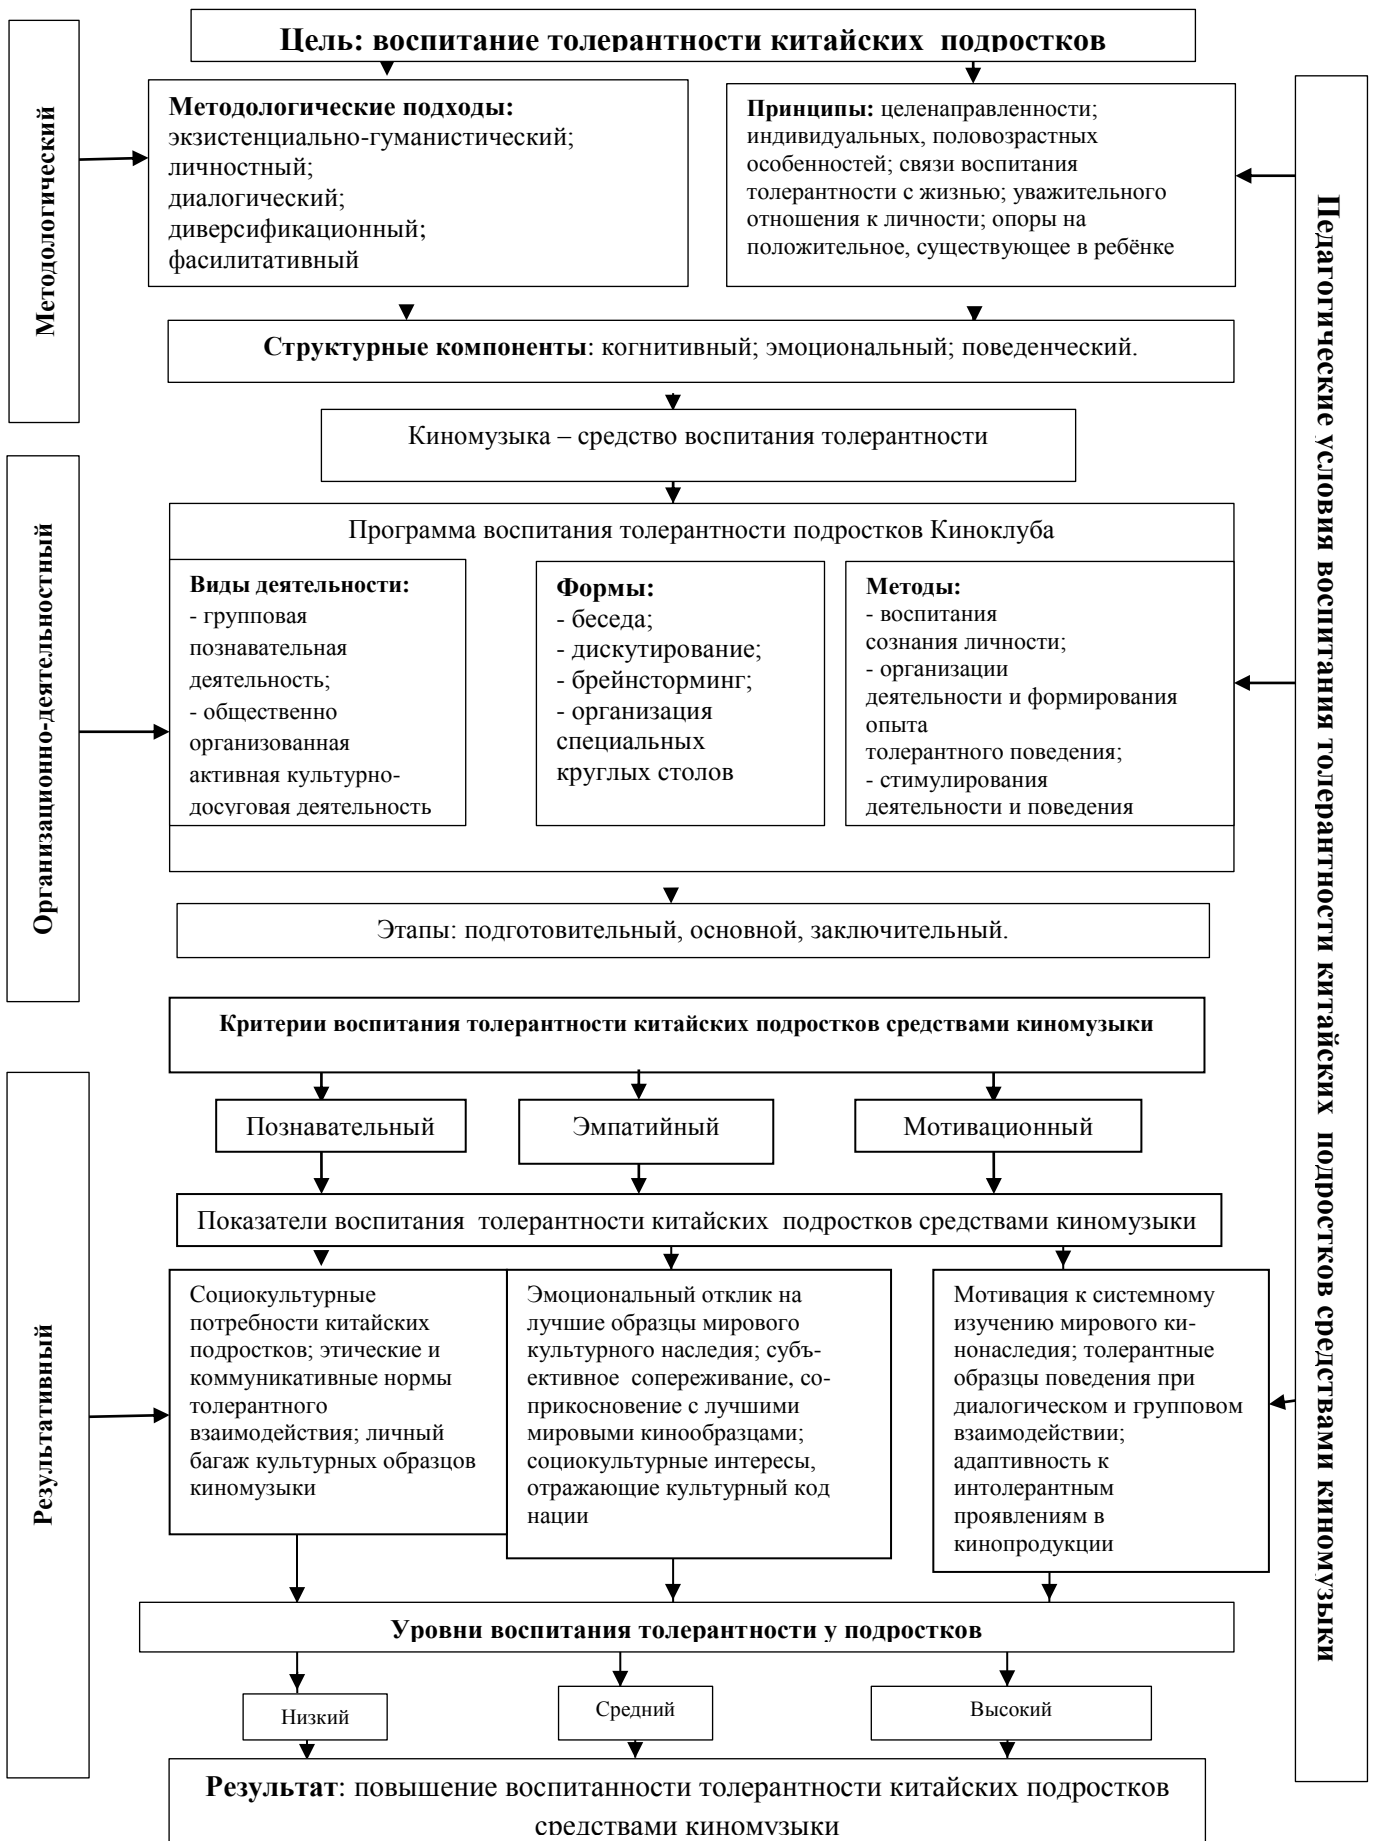 Цель: воспитание толерантности китайских подростков
Методологический
Методологические подходы:
экзистенциально-гуманистический;
личностный;
диалогический;
диверсификационный;
фасилитативный
Принципы: целенаправленности;
индивидуальных, половозрастных
особенностей; связи воспитания
толерантности с жизнью; уважительного
отношения к личности; опоры на
положительное, существующее в ребёнке
Педагогические условия воспитания толерантности китайских подростков средствами киномузыки
Структурные компоненты: когнитивный; эмоциональный; поведенческий.
Киномузыка – средство воспитания толерантности
Организационно-деятельностный
Программа воспитания толерантности подростков Киноклуба
Виды деятельности:
- групповая
познавательная
деятельность;
- общественно
организованная
активная культурно-
досуговая деятельность
Формы:
- беседа;
- дискутирование;
- брейнсторминг;
- организация
специальных
круглых столов
Методы:
- воспитания
сознания личности;
- организации
деятельности и формирования
опыта
толерантного поведения;
- стимулирования
деятельности и поведения
Этапы: подготовительный, основной, заключительный.
Критерии воспитания толерантности китайских подростков средствами киномузыки
Результативный
Познавательный
Эмпатийный
Мотивационный
Показатели воспитания толерантности китайских подростков средствами киномузыки
Социокультурные
потребности китайских
подростков; этические и
коммуникативные нормы
толерантного
взаимодействия; личный
багаж культурных образцов
киномузыки
Эмоциональный отклик на
лучшие образцы мирового
культурного наследия; субъ-
ективное сопереживание, со-
прикосновение с лучшими
мировыми кинообразцами;
социокультурные интересы,
отражающие культурный код
нации
Мотивация к системному
изучению мирового ки-
нонаследия; толерантные
образцы поведения при
диалогическом и групповом
взаимодействии;
адаптивность к
интолерантным
проявлениям в
кинопродукции
Уровни воспитания толерантности у подростков
Низкий
Средний
Высокий
Результат: повышение воспитанности толерантности китайских подростков
средствами киномузыки